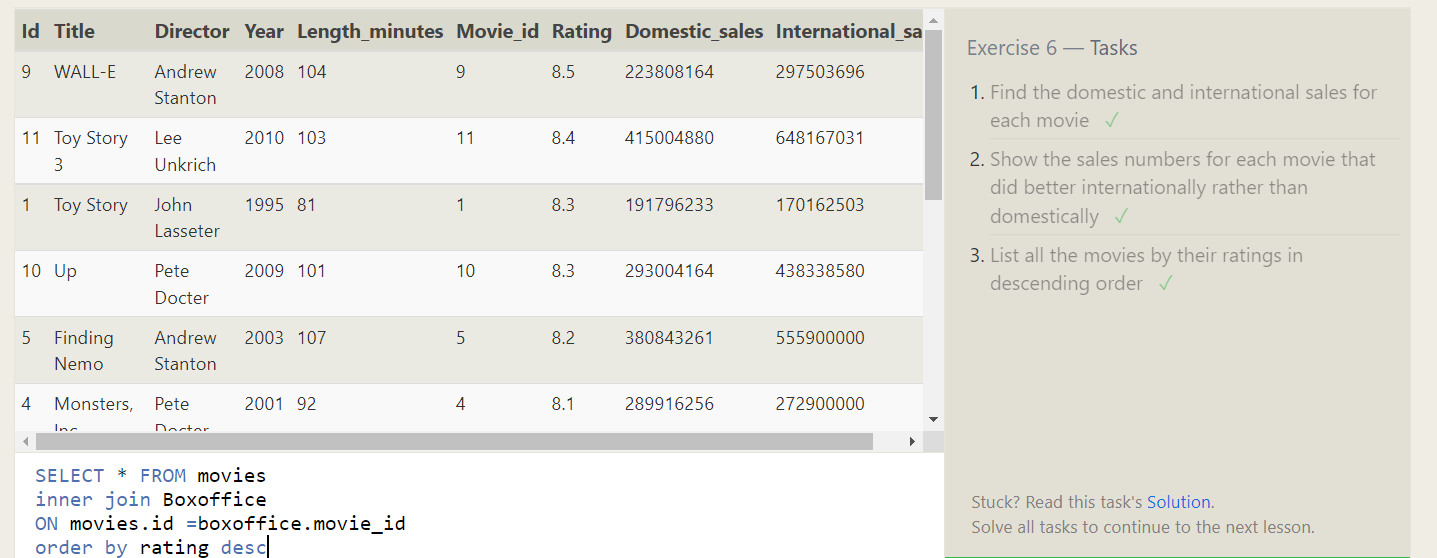 Id Title Director Year Length_minutes Movie_id Rating Domestic_sales International_sa
9 WALL-E Andrew 2008 104 9 8.5 223808164 297503696
Stanton
11 Toy Story Lee 2010 103 11 8.4 415004880 648167031
3 Unkrich
1 Toy Story John 1995 81 1 8.3 191796233 170162503
Lasseter
10 Up Pete 2009 101 10 8.3 293004164 438338580
Docter
5 Finding Andrew 2003 107 5 8.2 380843261 555900000
Nemo Stanton
4 Monsters, Pete 2001 92 4 8.1 289916256 272900000
Inc. Docter
SELECT * FROM movies
inner join Boxoffice
ON movies.id =boxoffice.movie_id
order by rating desc
Exercise 6 — Tasks
1. Find the domestic and international sales for
each movie ✓
2. Show the sales numbers for each movie that
did better internationally rather than
domestically ✓
3. List all the movies by their ratings in
descending order ✓
Stuck? Read this task's Solution.
Solve all tasks to continue to the next lesson.